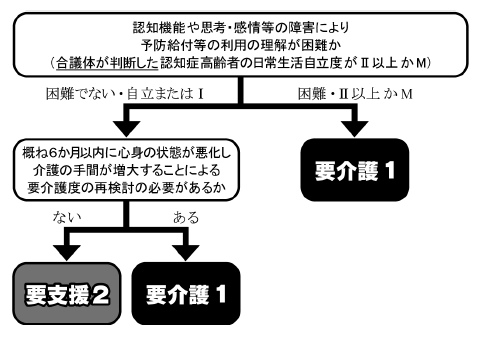 認知機能や思考・感情等の障害により
予防給付等の利用の理解が困難か
（合議体が判断した認知症高齢者の日常生活自立度がⅡ以上かM）
困難でない・自立またはⅠ
困難・Ⅱ以上かM
概ね６か月以内に心身の状態が悪化し
介護の手間が増大することによる
要介護度の再検討の必要があるか
要介護１
ない
ある
要支援２
要介護１